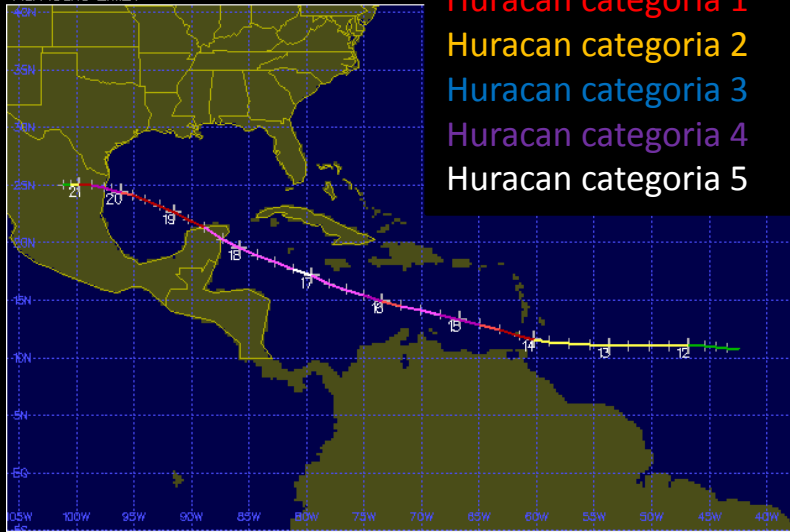 Huracan categoria 1
Huracan categoria 2
Huracan categoria 3
Huracan categoria 4
Huracan categoria 5
35N
30N
25N
20N
15N
10N
5N
EQ
21
20
19
18
17
16
15
14
13
12
105W 100W 95W 90W 85W 80W 75W 70W 65W 60W 55W 50W 45W 40W